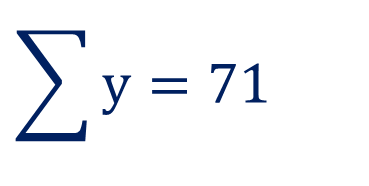 ∑ y = 71